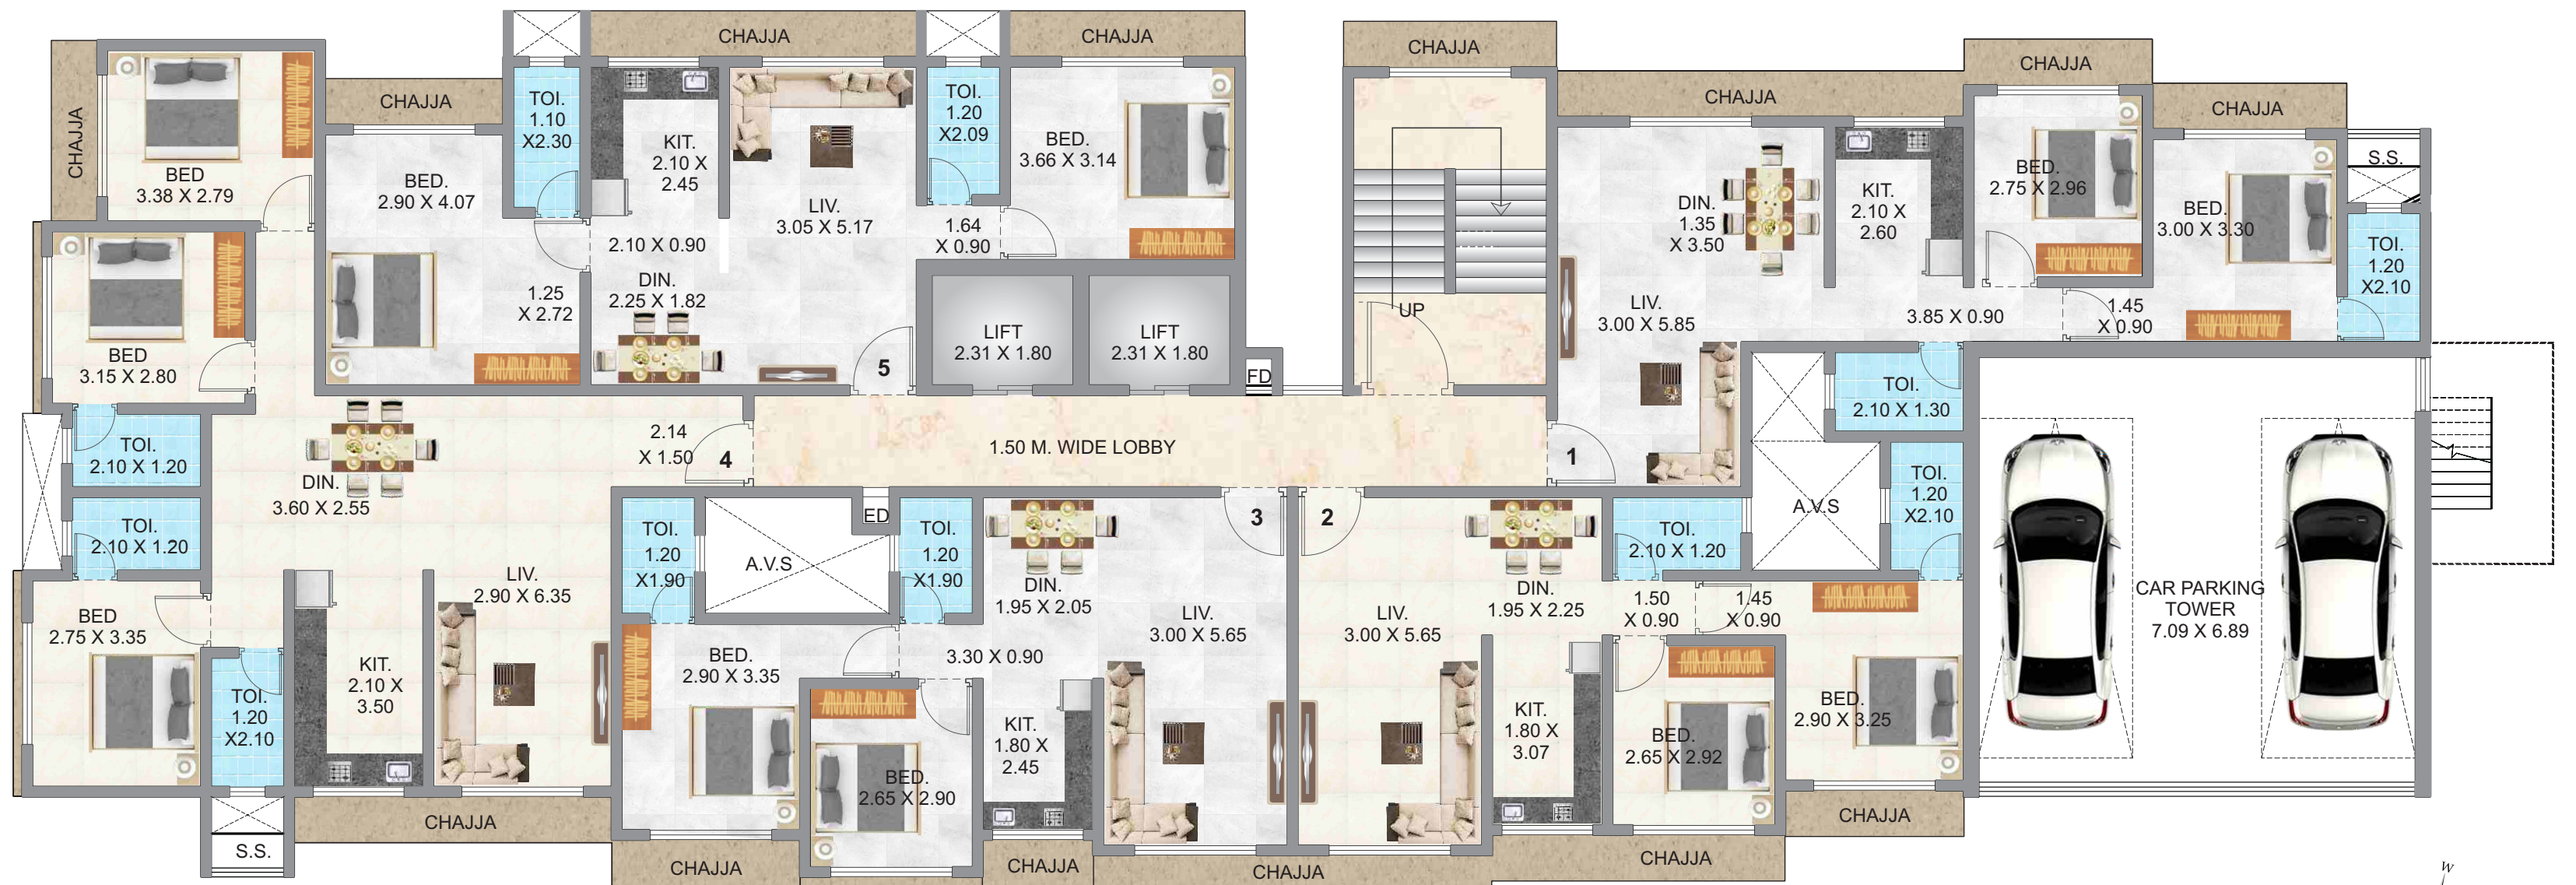 CHAJJA
BED
3.38 X 2.79
CHAJJA
BED.
2.90 X 4.07
TOI.
1.10
X2.30
CHAJJA
KIT.
2.10 X
2.45
LIV.
3.05 X 5.17
TOI.
1.20
X2.09
CHAJJA
BED.
3.66 X 3.14
1.64
X 0.90
2.10 X 0.90
DIN.
2.25 X 1.82
1.25
X 2.72
5
LIFT
2.31 X 1.80
LIFT
2.31 X 1.80
FD
CHAJJA
UP
CHAJJA
DIN.
1.35
X 3.50
LIV.
3.00 X 5.85
KIT.
2.10 X
2.60
CHAJJA
BED.
2.75 X 2.96
CHAJJA
BED.
3.00 X 3.30
S.S.
TOI.
1.20
X2.10
3.85 X 0.90
1.45
X 0.90
TOI.
2.10 X 1.30
BED
3.15 X 2.80
TOI.
2.10 X 1.20
TOI.
2.10 X 1.20
DIN.
3.60 X 2.55
2.14
X 1.50
4
1.50 M. WIDE LOBBY
1
BED
2.75 X 3.35
TOI.
1.20
X2.10
S.S.
KIT.
2.10 X
3.50
LIV.
2.90 X 6.35
CHAJJA
TOI.
1.20
X1.90
A.V.S
ED
TOI.
1.20
X1.90
BED.
2.90 X 3.35
CHAJJA
BED.
2.65 X 2.90
3.30 X 0.90
DIN.
1.95 X 2.05
KIT.
1.80 X
2.45
CHAJJA
3
LIV.
3.00 X 5.65
CHAJJA
2
LIV.
3.00 X 5.65
DIN.
1.95 X 2.25
KIT.
1.80 X
3.07
TOI.
2.10 X 1.20
A.V.S
TOI.
1.20
X2.10
1.50
X 0.90
1.45
X 0.90
BED.
2.65 X 2.92
CHAJJA
BED.
2.90 X 3.25
CHAJJA
CAR PARKING
TOWER
7.09 X 6.89
W